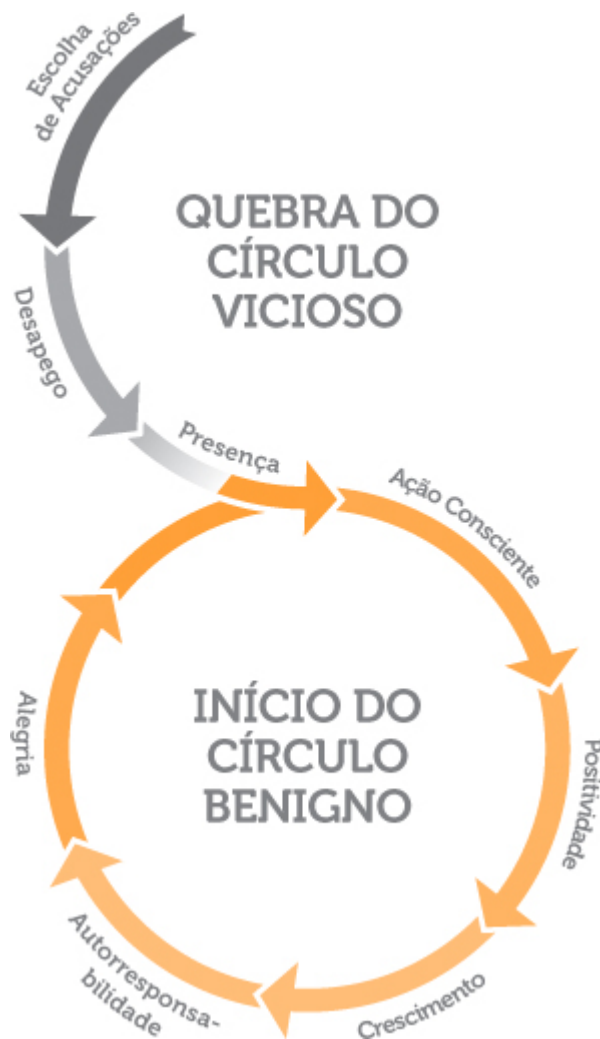 Escolha
de Acusações
QUEBRA DO
CÍRCULO
VICIOSO
Desapego
Presença
Ação Consciente
INÍCIO DO
CÍRCULO
BENIGNO
Positividade
Crescimento
Autorresponsa-
bilidade
Alegria